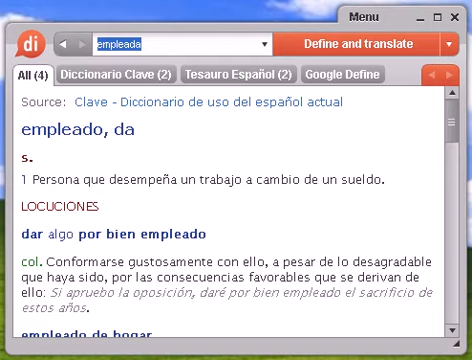 Menu
di
empleada
Define and translate
All (4)
Diccionario Clave (2)
Tesauro Español (2)
Google Define
Source: Clave - Diccionario de uso del español actual
empleado, da
s.
1 Persona que desempeña un trabajo a cambio de un sueldo.
LOCUCIONES
dar algo por bien empleado
col. Conformarse gustosamente con ello, a pesar de lo desagradable
que haya sido, por las consecuencias favorables que se derivan de
ello: Si apruebo la oposición, daré por bien empleado el sacrificio de
estos años.
empleado de hogar